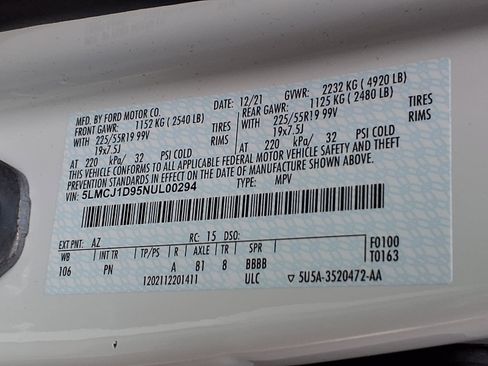 MFD. BY FORD MOTOR CO. DATE: 12/21 GVWR: 2232 KG (4920 LB)
FRONT GAWR: 1152 KG (2540 LB) REAR GAWR: 1125 KG (2480 LB)
WITH 225/55R19 99V TIRES WITH 225/55R19 99V TIRES
19x7.5J RIMS 19x7.5J RIMS
AT 220 kPa/ 32 PSI COLD AT 220 kPa/ 32 PSI COLD
THIS VEHICLE CONFORMS TO ALL APPLICABLE FEDERAL MOTOR VEHICLE SAFETY AND THEFT
PREVENTION STANDARDS IN EFFECT ON THE DATE OF MANUFACTURE SHOWN ABOVE.
VIN: 5LMCJ1D95NUL00294 TYPE: MPV
EXT PNT: AZ RC: 15 DSO: F0100
WB INT TR TP/PS R AXLE TR SPR T0163
106 PN A 81 8 BBBB
1202112201411 ULC ▽ 5U5A-3520472-AA